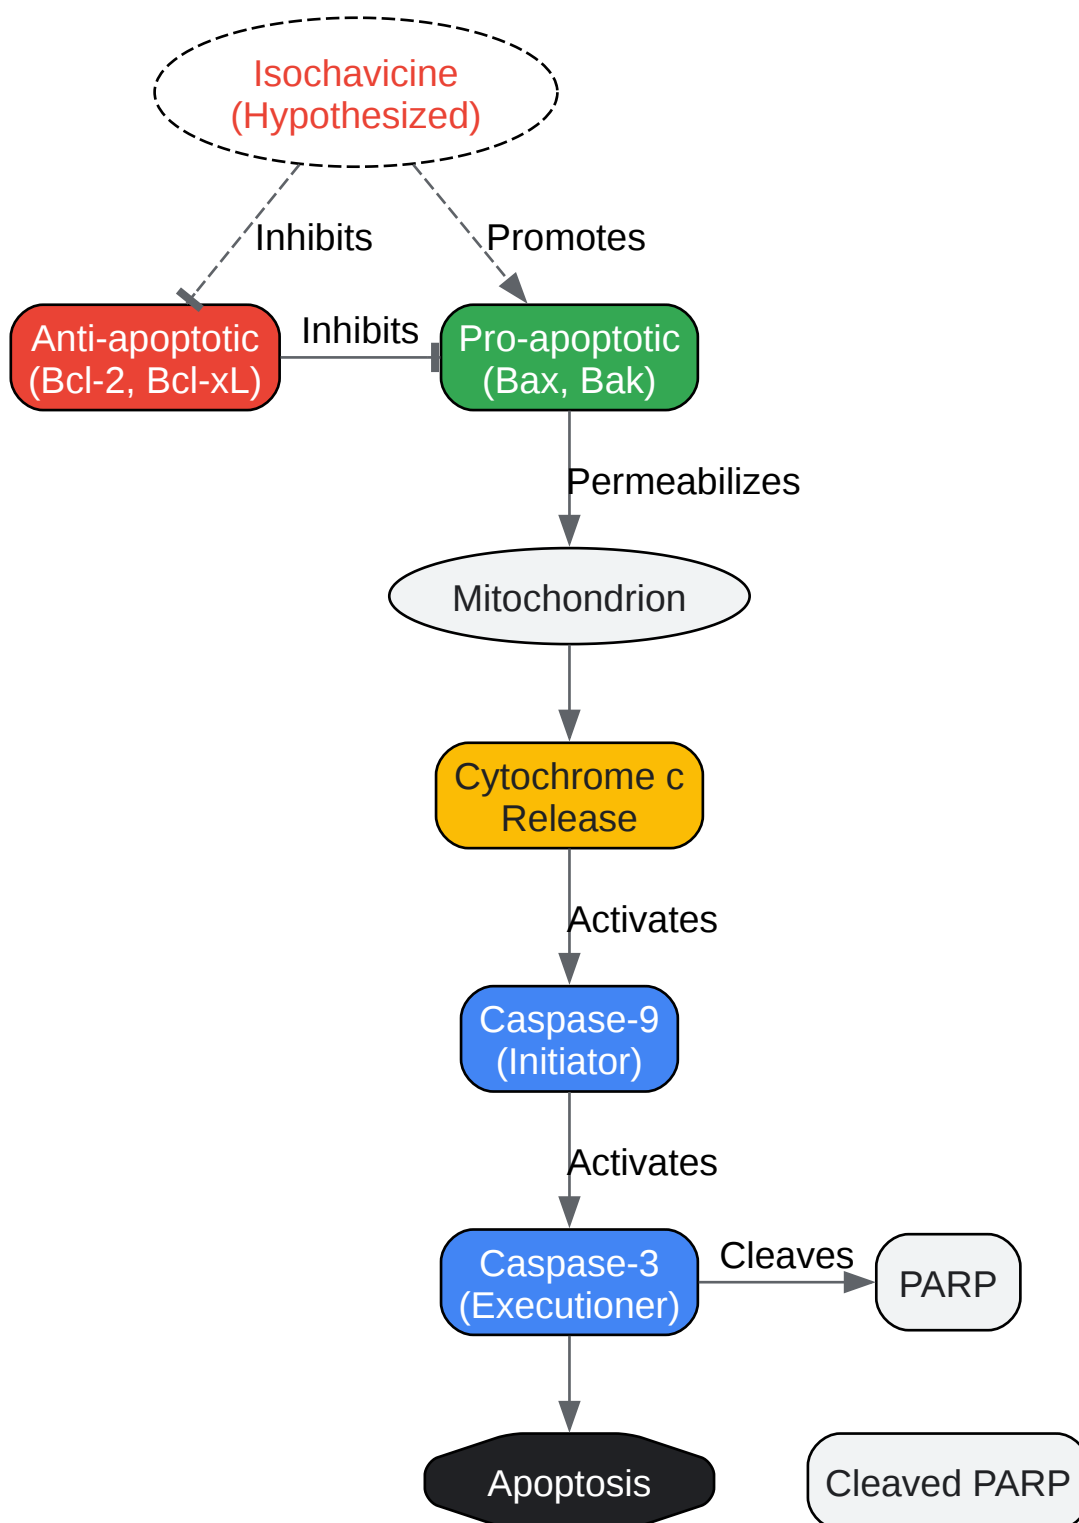 Isochavicine
(Hypothesized)
Inhibits
Promotes
Anti-apoptotic
(Bcl-2, Bcl-xL)
Inhibits
Pro-apoptotic
(Bax, Bak)
Permeabilizes
Mitochondrion
Cytochrome c
Release
Activates
Caspase-9
(Initiator)
Activates
Caspase-3
(Executioner)
Cleaves
PARP
Apoptosis
Cleaved PARP